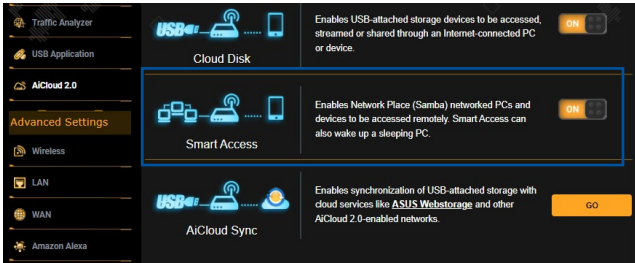 Traffic Analyzer
USB Application
AiCloud 2.0
Advanced Settings
Wireless
LAN
WAN
Amazon Alexa
USB
Cloud Disk
Enables USB-attached storage devices to be accessed,
streamed or shared through an Internet-connected PC
or device.
ON
Smart Access
Enables Network Place (Samba) networked PCs and
devices to be accessed remotely. Smart Access can
also wake up a sleeping PC.
ON
USB
AiCloud Sync
Enables synchronization of USB-attached storage with
cloud services like ASUS Webstorage and other
AiCloud 2.0-enabled networks.
GO